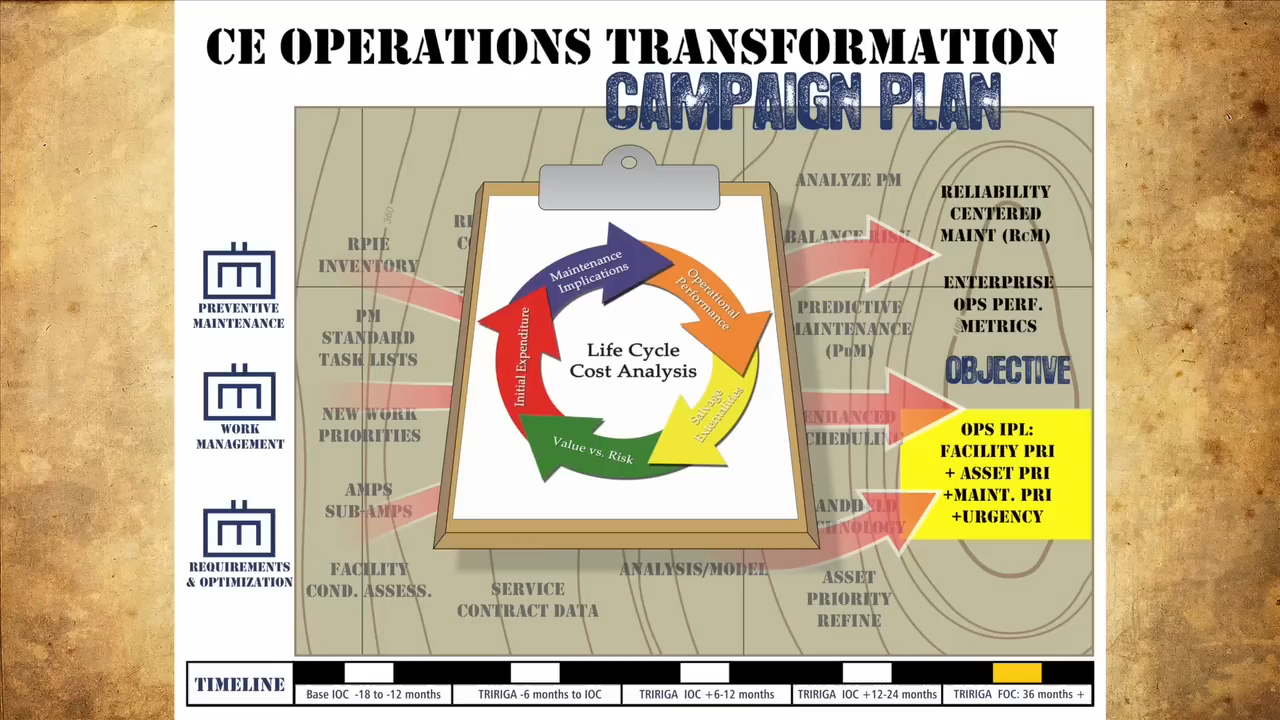 CE OPERATIONS TRANSFORMATION
CAMPAIGN PLAN
PREVENTIVE
MAINTENANCE
WORK
MANAGEMENT
REQUIREMENTS
& OPTIMIZATION
360
RPIE
INVENTORY
PM
STANDARD
TASK LISTS
NEW WORK
PRIORITIES
AMPS
SUB-AMPS
FACILITY
COND. ASSESS.
SERVICE
CONTRACT DATA
Maintenance
Implications
Operational
Performance
Salvage
Externalities
Value vs. Risk
Initial Expenditure
Life Cycle
Cost Analysis
ANALYSIS/MODEL
ANALYZE PM
BALANCE RISK
PREDICTIVE
MAINTENANCE
(PdM)
ENHANCED
ASSET
PRIORITY
REFINE
RELIABILITY
CENTERED
MAINT (RcM)
ENTERPRISE
OPS PERF.
METRICS
OBJECTIVE
OPS IPL:
FACILITY PRI
+ ASSET PRI
+MAINT. PRI
+URGENCY
TIMELINE
Base IOC -18 to -12 months
TRIRIGA -6 months to IOC
TRIRIGA IOC +6-12 months
TRIRIGA IOC +12-24 months
TRIRIGA FOC: 36 months +